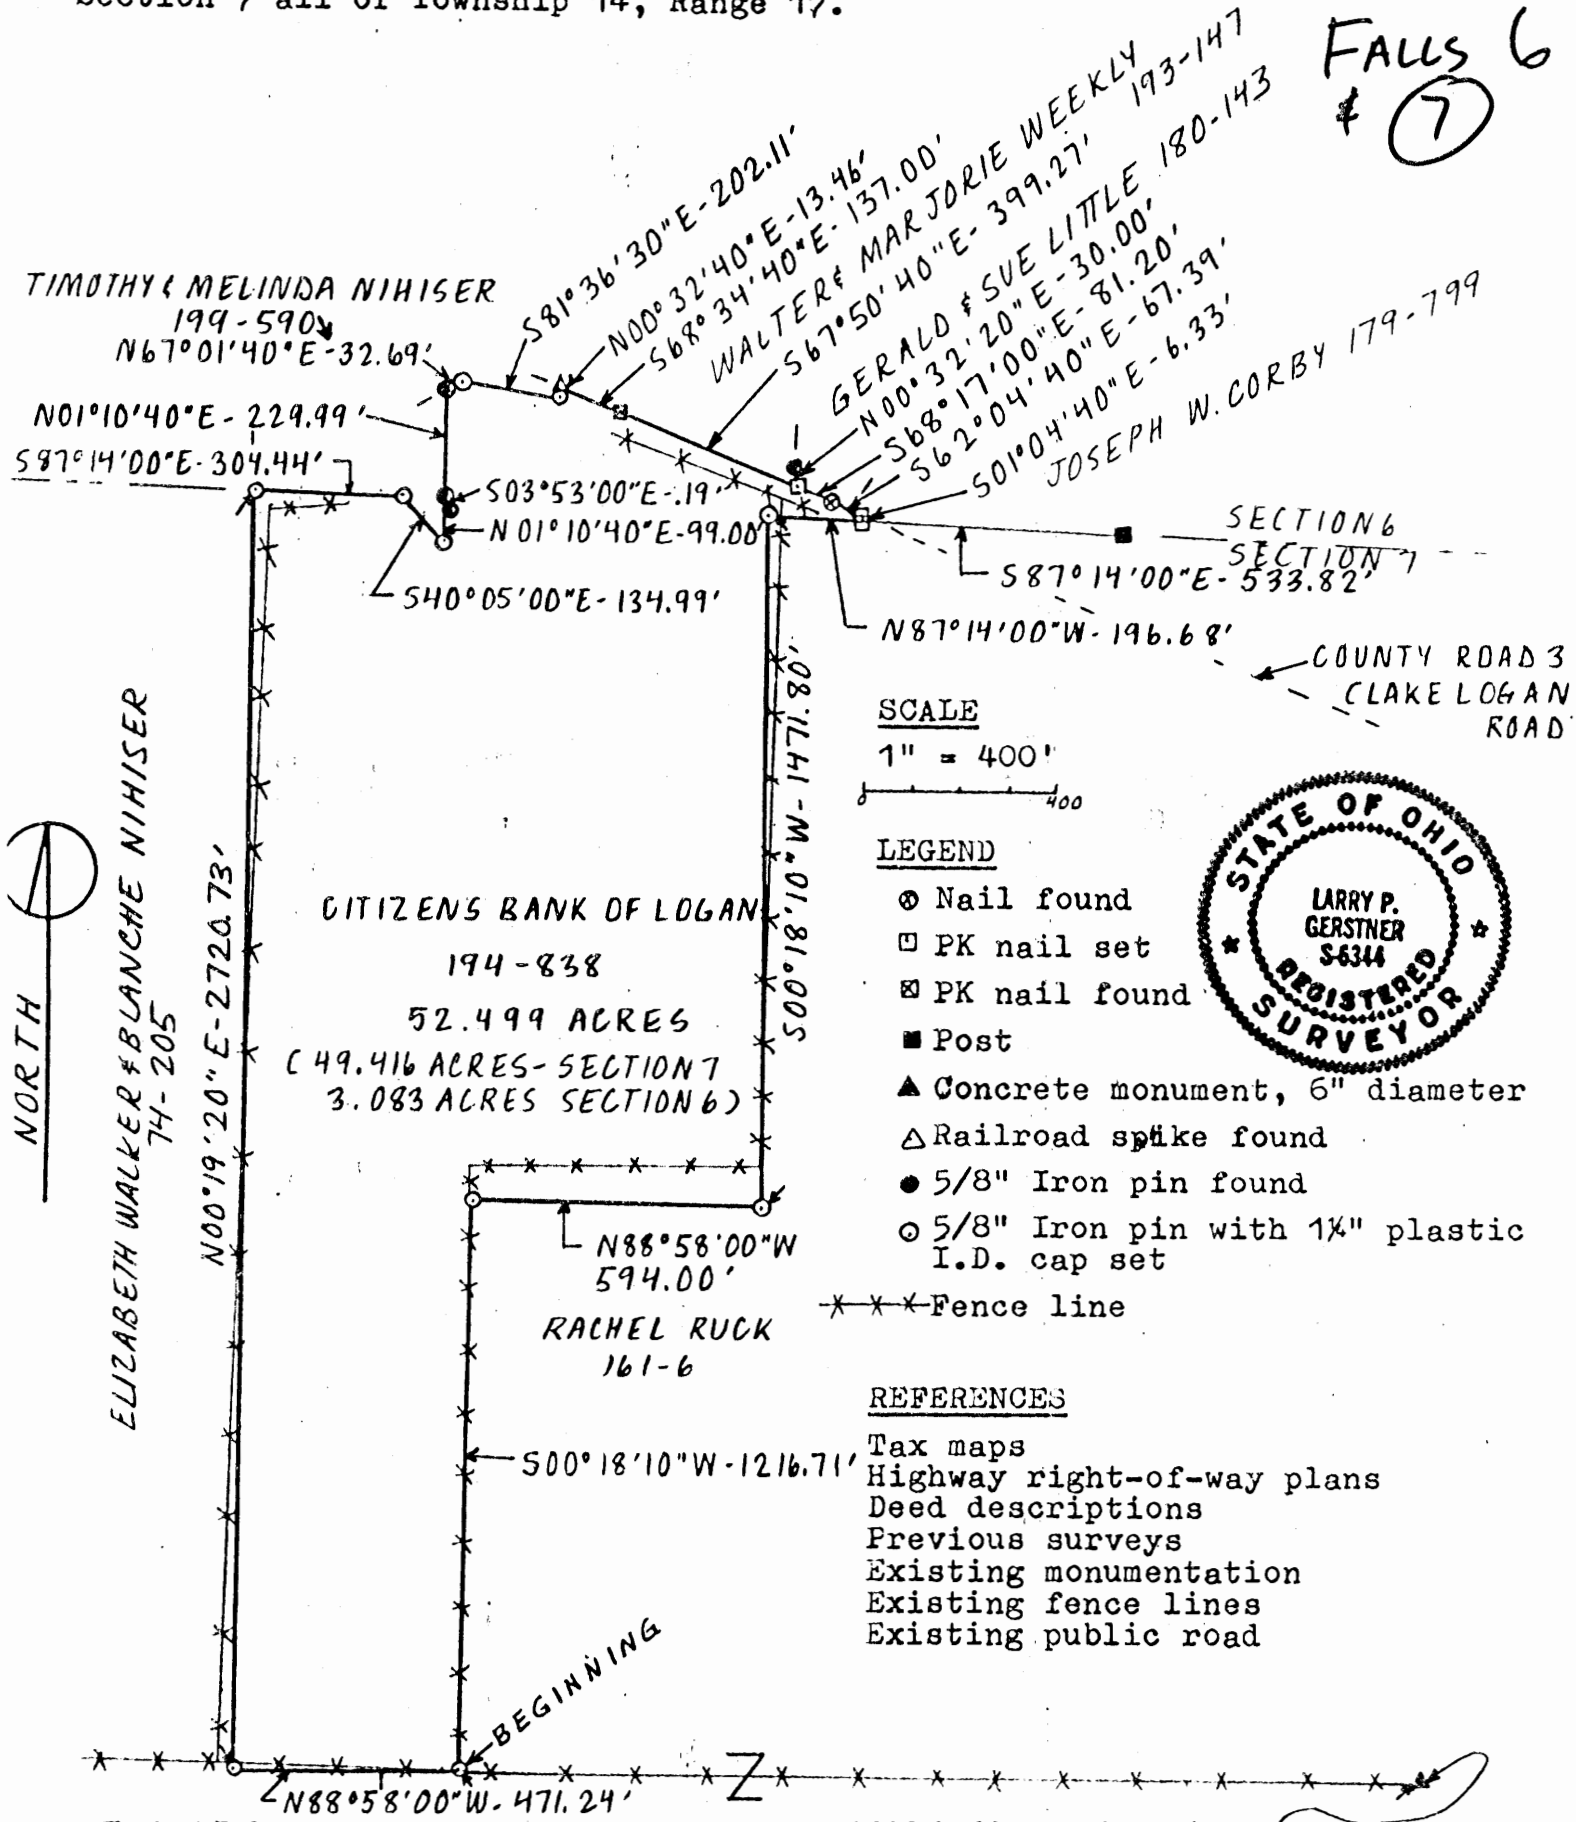 Section 7 all of Township 14, Range 17.
FALLS 6
& 7
S81°36'30"E-202.11'
N00°32'40"E-13.46'
S68°34'40"E-137.00'
WALTER & MARJORIE WEEKLY 193-147
S67°50'40"E-399.27'
GERALD & SUE LITTLE 180-143
N00°32'20"E-30.00'
S68°17'00"E-81.20'
S62°04'40"E-67.39'
S01°04'40"E-6.33'
JOSEPH W. CORBY 179-799
TIMOTHY & MELINDA NIHISER
199-590
N67°01'40"E-32.69'
N01°10'40"E-229.99'
S87°14'00"E-304.44'
S03°53'00"E-.19'
N01°10'40"E-99.00'
S40°05'00"E-134.99'
SECTION 6
SECTION 7
S87°14'00"E-533.82'
N87°14'00"W-196.68'
COUNTY ROAD 3
CLAKE LOGAN
ROAD
S00°18'10"W-1471.80'
SCALE
1" = 400'
0 400
LEGEND
Nail found
PK nail set
PK nail found
Post
Concrete monument, 6" diameter
Railroad spike found
5/8" Iron pin found
5/8" Iron pin with 1¼" plastic
I.D. cap set
Fence line
STATE OF OHIO
LARRY P.
GERSTNER
S-6344
REGISTERED
SURVEYOR
NORTH
ELIZABETH WALKER & BLANCHE NIHISER
74-205
N00°19'20"E-2720.73'
CITIZENS BANK OF LOGAN
194-838
52.499 ACRES
(49.416 ACRES-SECTION 7
3.083 ACRES SECTION 6)
N88°58'00"W
594.00'
RACHEL RUCK
161-6
S00°18'10"W-1216.71'
REFERENCES
Tax maps
Highway right-of-way plans
Deed descriptions
Previous surveys
Existing monumentation
Existing fence lines
Existing public road
BEGINNING
Z
N88°58'00"W-471.24'